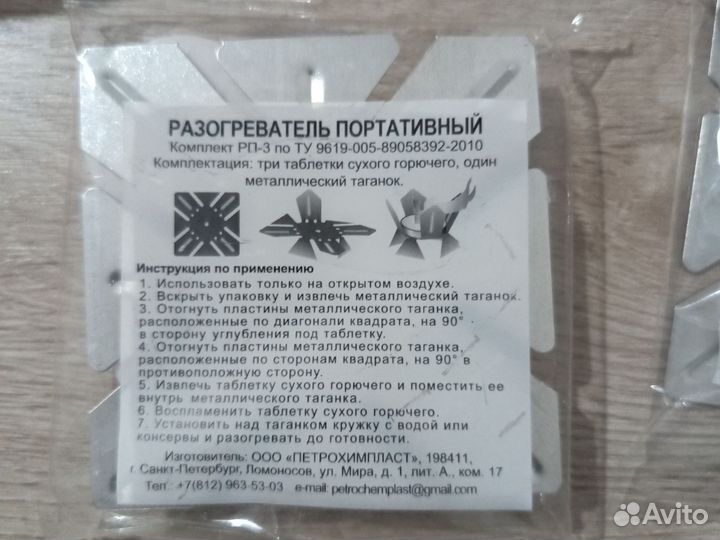 РАЗОГРЕВАТЕЛЬ ПОРТАТИВНЫЙ
Комплект РП-3 по ТУ 9619-005-89058392-2010
Комплектация: три таблетки сухого горючего, один
металлический таганок.
Инструкция по применению
1. Использовать только на открытом воздухе.
2. Вскрыть упаковку и извлечь металлический таганок.
3. Отогнуть пластины металлического таганка,
расположенные по диагонали квадрата, на 90°
в сторону углубления под таблетку.
4. Отогнуть пластины металлического таганка,
расположенные по сторонам квадрата, на 90° в
противоположную сторону.
5. Извлечь таблетку сухого горючего и поместить ее
внутрь металлического таганка.
6. Воспламенить таблетку сухого горючего.
7. Установить над таганком кружку с водой или
консервы и разогревать до готовности.
Изготовитель: ООО «ПЕТРОХИМПЛАСТ», 198411,
г. Санкт-Петербург, Ломоносов, ул. Мира, д. 1, лит. А., ком. 17
Тел.: +7(812) 963-53-03 e-mail: petrochemplast@gmail.com
Avito